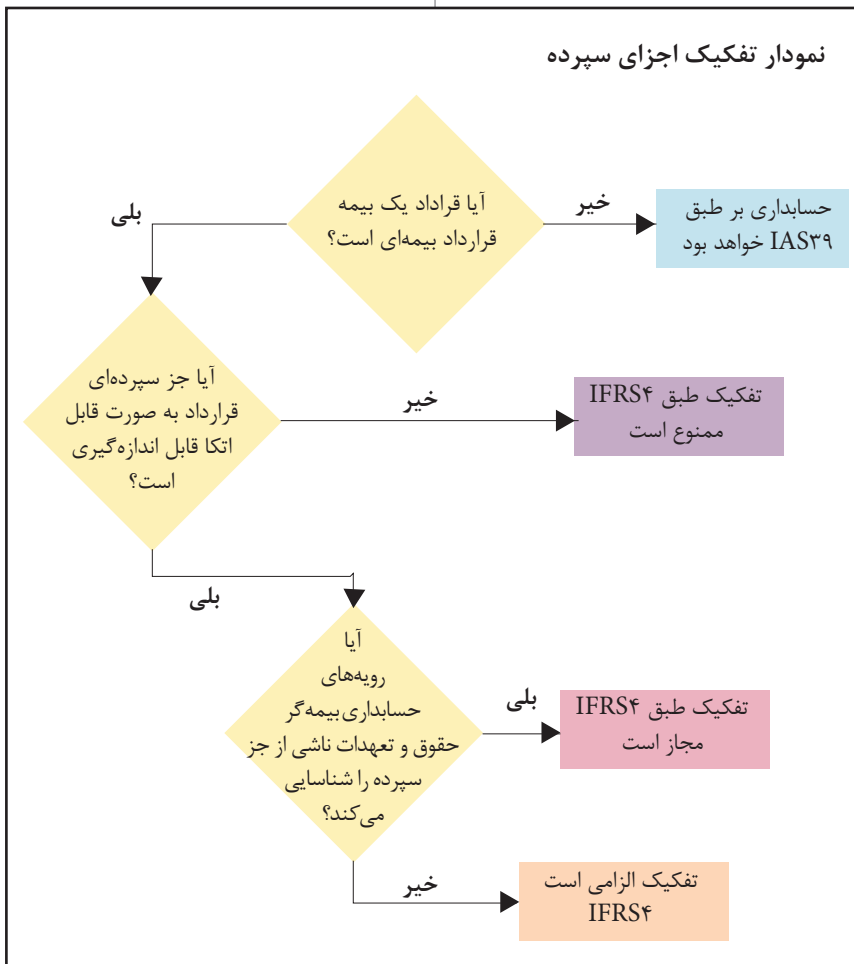 نمودار تفکیک اجزای سپرده
آیا قراداد یک بیمه
قرارداد بیمه‌ای است؟
خیر
حسابداری بر طبق
IAS۳۹ خواهد بود
بلی
آیا جز سپرده‌ای
قرارداد به صورت قابل
اتکا قابل اندازه‌گیری
است؟
خیر
تفکیک طبق IFRS۴
ممنوع است
بلی
آیا
رویه‌های
حسابداری بیمه‌گر
حقوق و تعهدات ناشی از جز
سپرده را شناسایی
می‌کند؟
بلی
تفکیک طبق IFRS۴
مجاز است
خیر
تفکیک الزامی است
IFRS۴